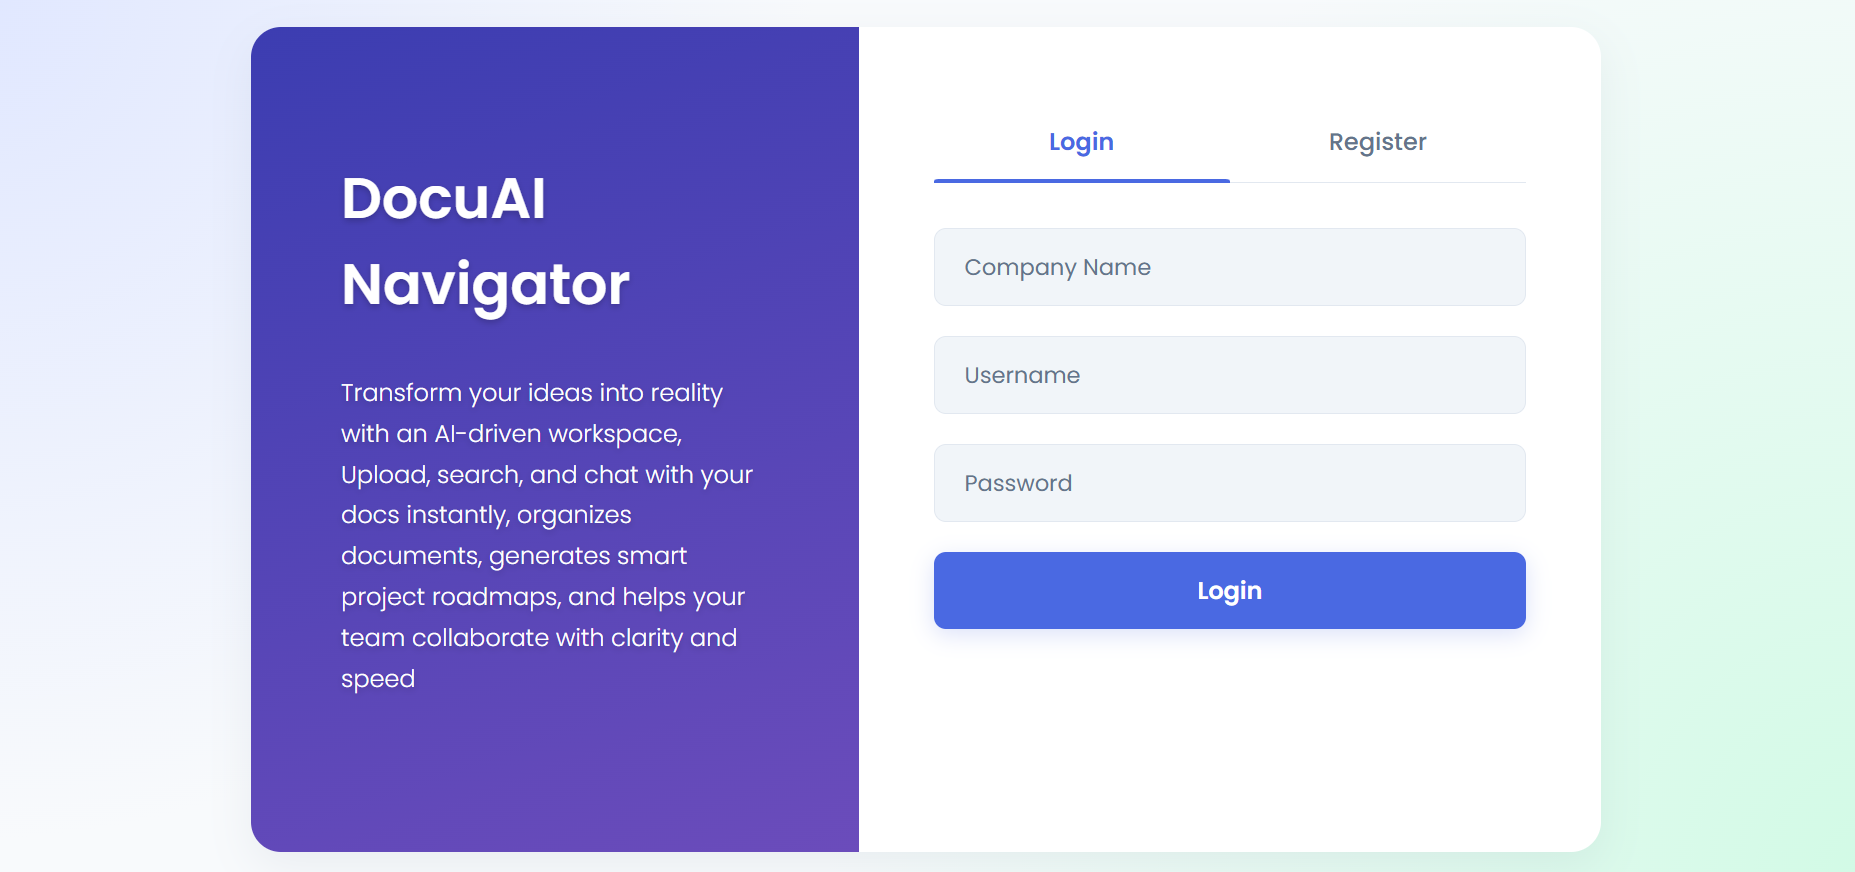 DocuAI
Navigator
Transform your ideas into reality
with an AI-driven workspace,
Upload, search, and chat with your
docs instantly, organizes
documents, generates smart
project roadmaps, and helps your
team collaborate with clarity and
speed
Login
Register
Company Name
Username
Password
Login